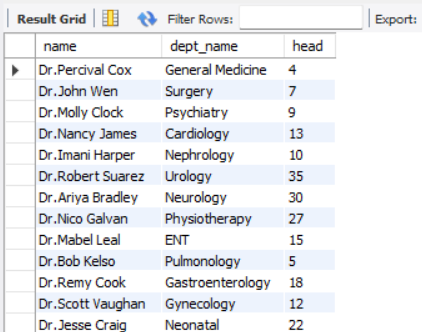 Result Grid Filter Rows: Export:
name dept_name head
Dr.Percival Cox General Medicine 4
Dr.John Wen Surgery 7
Dr.Molly Clock Psychiatry 9
Dr.Nancy James Cardiology 13
Dr.Imani Harper Nephrology 10
Dr.Robert Suarez Urology 35
Dr.Ariya Bradley Neurology 30
Dr.Nico Galvan Physiotherapy 27
Dr.Mabel Leal ENT 15
Dr.Bob Kelso Pulmonology 5
Dr.Remy Cook Gastroenterology 18
Dr.Scott Vaughan Gynecology 12
Dr.Jesse Craig Neonatal 22